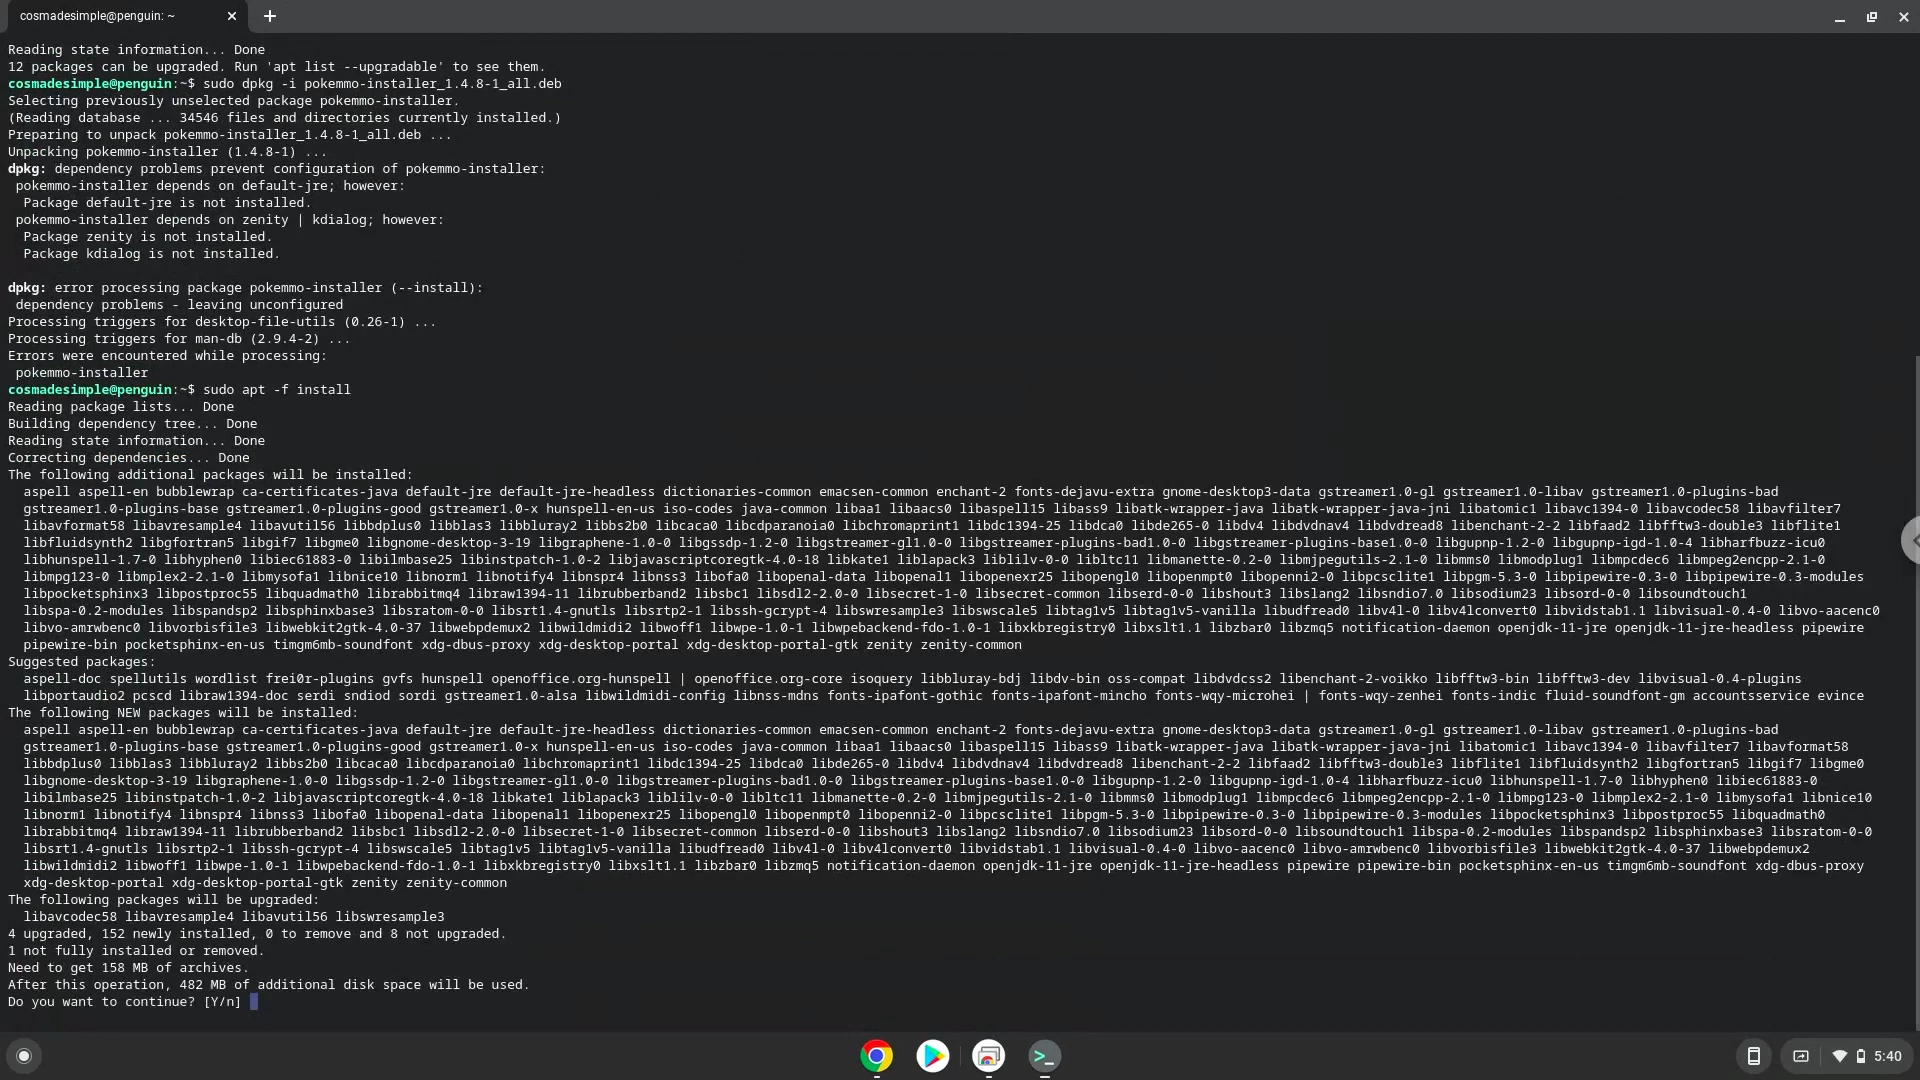 cosmadesimple@penguin: ~
Reading state information... Done
12 packages can be upgraded. Run 'apt list --upgradable' to see them.
cosmadesimple@penguin:~$ sudo dpkg -i pokemmo-installer_1.4.8-1_all.deb
Selecting previously unselected package pokemmo-installer.
(Reading database ... 34546 files and directories currently installed.)
Preparing to unpack pokemmo-installer_1.4.8-1_all.deb ...
Unpacking pokemmo-installer (1.4.8-1) ...
dpkg: dependency problems prevent configuration of pokemmo-installer:
 pokemmo-installer depends on default-jre; however:
  Package default-jre is not installed.
 pokemmo-installer depends on zenity | kdialog; however:
  Package zenity is not installed.
  Package kdialog is not installed.

dpkg: error processing package pokemmo-installer (--install):
 dependency problems - leaving unconfigured
Processing triggers for desktop-file-utils (0.26-1) ...
Processing triggers for man-db (2.9.4-2) ...
Errors were encountered while processing:
 pokemmo-installer
cosmadesimple@penguin:~$ sudo apt -f install
Reading package lists... Done
Building dependency tree... Done
Reading state information... Done
Correcting dependencies... Done
The following additional packages will be installed:
  aspell aspell-en bubblewrap ca-certificates-java default-jre default-jre-headless dictionaries-common emacsen-common enchant-2 fonts-dejavu-extra gnome-desktop3-data gstreamer1.0-gl gstreamer1.0-libav gstreamer1.0-plugins-bad
  gstreamer1.0-plugins-base gstreamer1.0-plugins-good gstreamer1.0-x hunspell-en-us iso-codes java-common libaa1 libaacs0 libaspell15 libass9 libatk-wrapper-java libatk-wrapper-java-jni libatomic1 libavc1394-0 libavcodec58 libavfilter7
  libavformat58 libavresample4 libavutil56 libbdplus0 libblas3 libbluray2 libbs2b0 libcaca0 libcdparanoia0 libchromaprint1 libdc1394-25 libdca0 libde265-0 libdv4 libdvdnav4 libdvdread8 libenchant-2-2 libfaad2 libfftw3-double3 libflite1
  libfluidsynth2 libgfortran5 libgif7 libgme0 libgnome-desktop-3-19 libgraphene-1.0-0 libgssdp-1.2-0 libgstreamer-gl1.0-0 libgstreamer-plugins-bad1.0-0 libgstreamer-plugins-base1.0-0 libgupnp-1.2-0 libgupnp-igd-1.0-4 libharfbuzz-icu0
  libhunspell-1.7-0 libhyphen0 libiec61883-0 libilmbase25 libinstpatch-1.0-2 libjavascriptcoregtk-4.0-18 libkate1 liblapack3 liblilv-0-0 libltc11 libmanette-0.2-0 libmjpegutils-2.1-0 libmms0 libmodplug1 libmpcdec6 libmpeg2encpp-2.1-0
  libmpg123-0 libmplex2-2.1-0 libmysofa1 libnice10 libnorm1 libnotify4 libnspr4 libnss3 libofa0 libopenal-data libopenal1 libopenexr25 libopengl0 libopenmpt0 libopenni2-0 libpcsclite1 libpgm-5.3-0 libpipewire-0.3-0 libpipewire-0.3-modules
  libpocketsphinx3 libpostproc55 libquadmath0 librabbitmq4 libraw1394-11 librubberband2 libsbc1 libsdl2-2.0-0 libsecret-1-0 libsecret-common libserd-0-0 libshout3 libslang2 libsndio7.0 libsodium23 libsord-0-0 libsoundtouch1
  libspa-0.2-modules libspandsp2 libsphinxbase3 libsratom-0-0 libsrt1.4-gnutls libsrtp2-1 libssh-gcrypt-4 libswresample3 libswscale5 libtag1v5 libtag1v5-vanilla libudfread0 libv4l-0 libv4lconvert0 libvidstab1.1 libvisual-0.4-0 libvo-aacenc0
  libvo-amrwbenc0 libvorbisfile3 libwebkit2gtk-4.0-37 libwebpdemux2 libwildmidi2 libwoff1 libwpe-1.0-1 libwpebackend-fdo-1.0-1 libxkbregistry0 libxslt1.1 libzbar0 libzmq5 notification-daemon openjdk-11-jre openjdk-11-jre-headless pipewire
  pipewire-bin pocketsphinx-en-us timgm6mb-soundfont xdg-dbus-proxy xdg-desktop-portal xdg-desktop-portal-gtk zenity zenity-common
Suggested packages:
  aspell-doc spellutils wordlist frei0r-plugins gvfs hunspell openoffice.org-hunspell | openoffice.org-core isoquery libbluray-bdj libdv-bin oss-compat libdvdcss2 libenchant-2-voikko libfftw3-bin libfftw3-dev libvisual-0.4-plugins
  libportaudio2 pcscd libraw1394-doc serdi sndiod sordi gstreamer1.0-alsa libwildmidi-config libnss-mdns fonts-ipafont-gothic fonts-ipafont-mincho fonts-wqy-microhei | fonts-wqy-zenhei fonts-indic fluid-soundfont-gm accountsservice evince
The following NEW packages will be installed:
  aspell aspell-en bubblewrap ca-certificates-java default-jre default-jre-headless dictionaries-common emacsen-common enchant-2 fonts-dejavu-extra gnome-desktop3-data gstreamer1.0-gl gstreamer1.0-libav gstreamer1.0-plugins-bad
  gstreamer1.0-plugins-base gstreamer1.0-plugins-good gstreamer1.0-x hunspell-en-us iso-codes java-common libaa1 libaacs0 libaspell15 libass9 libatk-wrapper-java libatk-wrapper-java-jni libatomic1 libavc1394-0 libavfilter7 libavformat58
  libbdplus0 libblas3 libbluray2 libbs2b0 libcaca0 libcdparanoia0 libchromaprint1 libdc1394-25 libdca0 libde265-0 libdv4 libdvdnav4 libdvdread8 libenchant-2-2 libfaad2 libfftw3-double3 libflite1 libfluidsynth2 libgfortran5 libgif7 libgme0
  libgnome-desktop-3-19 libgraphene-1.0-0 libgssdp-1.2-0 libgstreamer-gl1.0-0 libgstreamer-plugins-bad1.0-0 libgstreamer-plugins-base1.0-0 libgupnp-1.2-0 libgupnp-igd-1.0-4 libharfbuzz-icu0 libhunspell-1.7-0 libhyphen0 libiec61883-0
  libilmbase25 libinstpatch-1.0-2 libjavascriptcoregtk-4.0-18 libkate1 liblapack3 liblilv-0-0 libltc11 libmanette-0.2-0 libmjpegutils-2.1-0 libmms0 libmodplug1 libmpcdec6 libmpeg2encpp-2.1-0 libmpg123-0 libmplex2-2.1-0 libmysofa1 libnice10
  libnorm1 libnotify4 libnspr4 libnss3 libofa0 libopenal-data libopenal1 libopenexr25 libopengl0 libopenmpt0 libopenni2-0 libpcsclite1 libpgm-5.3-0 libpipewire-0.3-0 libpipewire-0.3-modules libpocketsphinx3 libpostproc55 libquadmath0
  librabbitmq4 libraw1394-11 librubberband2 libsbc1 libsdl2-2.0-0 libsecret-1-0 libsecret-common libserd-0-0 libshout3 libslang2 libsndio7.0 libsodium23 libsord-0-0 libsoundtouch1 libspa-0.2-modules libspandsp2 libsphinxbase3 libsratom-0-0
  libsrt1.4-gnutls libsrtp2-1 libssh-gcrypt-4 libswscale5 libtag1v5 libtag1v5-vanilla libudfread0 libv4l-0 libv4lconvert0 libvidstab1.1 libvisual-0.4-0 libvo-aacenc0 libvo-amrwbenc0 libvorbisfile3 libwebkit2gtk-4.0-37 libwebpdemux2
  libwildmidi2 libwoff1 libwpe-1.0-1 libwpebackend-fdo-1.0-1 libxkbregistry0 libxslt1.1 libzbar0 libzmq5 notification-daemon openjdk-11-jre openjdk-11-jre-headless pipewire pipewire-bin pocketsphinx-en-us timgm6mb-soundfont xdg-dbus-proxy
  xdg-desktop-portal xdg-desktop-portal-gtk zenity zenity-common
The following packages will be upgraded:
  libavcodec58 libavresample4 libavutil56 libswresample3
4 upgraded, 152 newly installed, 0 to remove and 8 not upgraded.
1 not fully installed or removed.
Need to get 158 MB of archives.
After this operation, 482 MB of additional disk space will be used.
Do you want to continue? [Y/n]
5:40